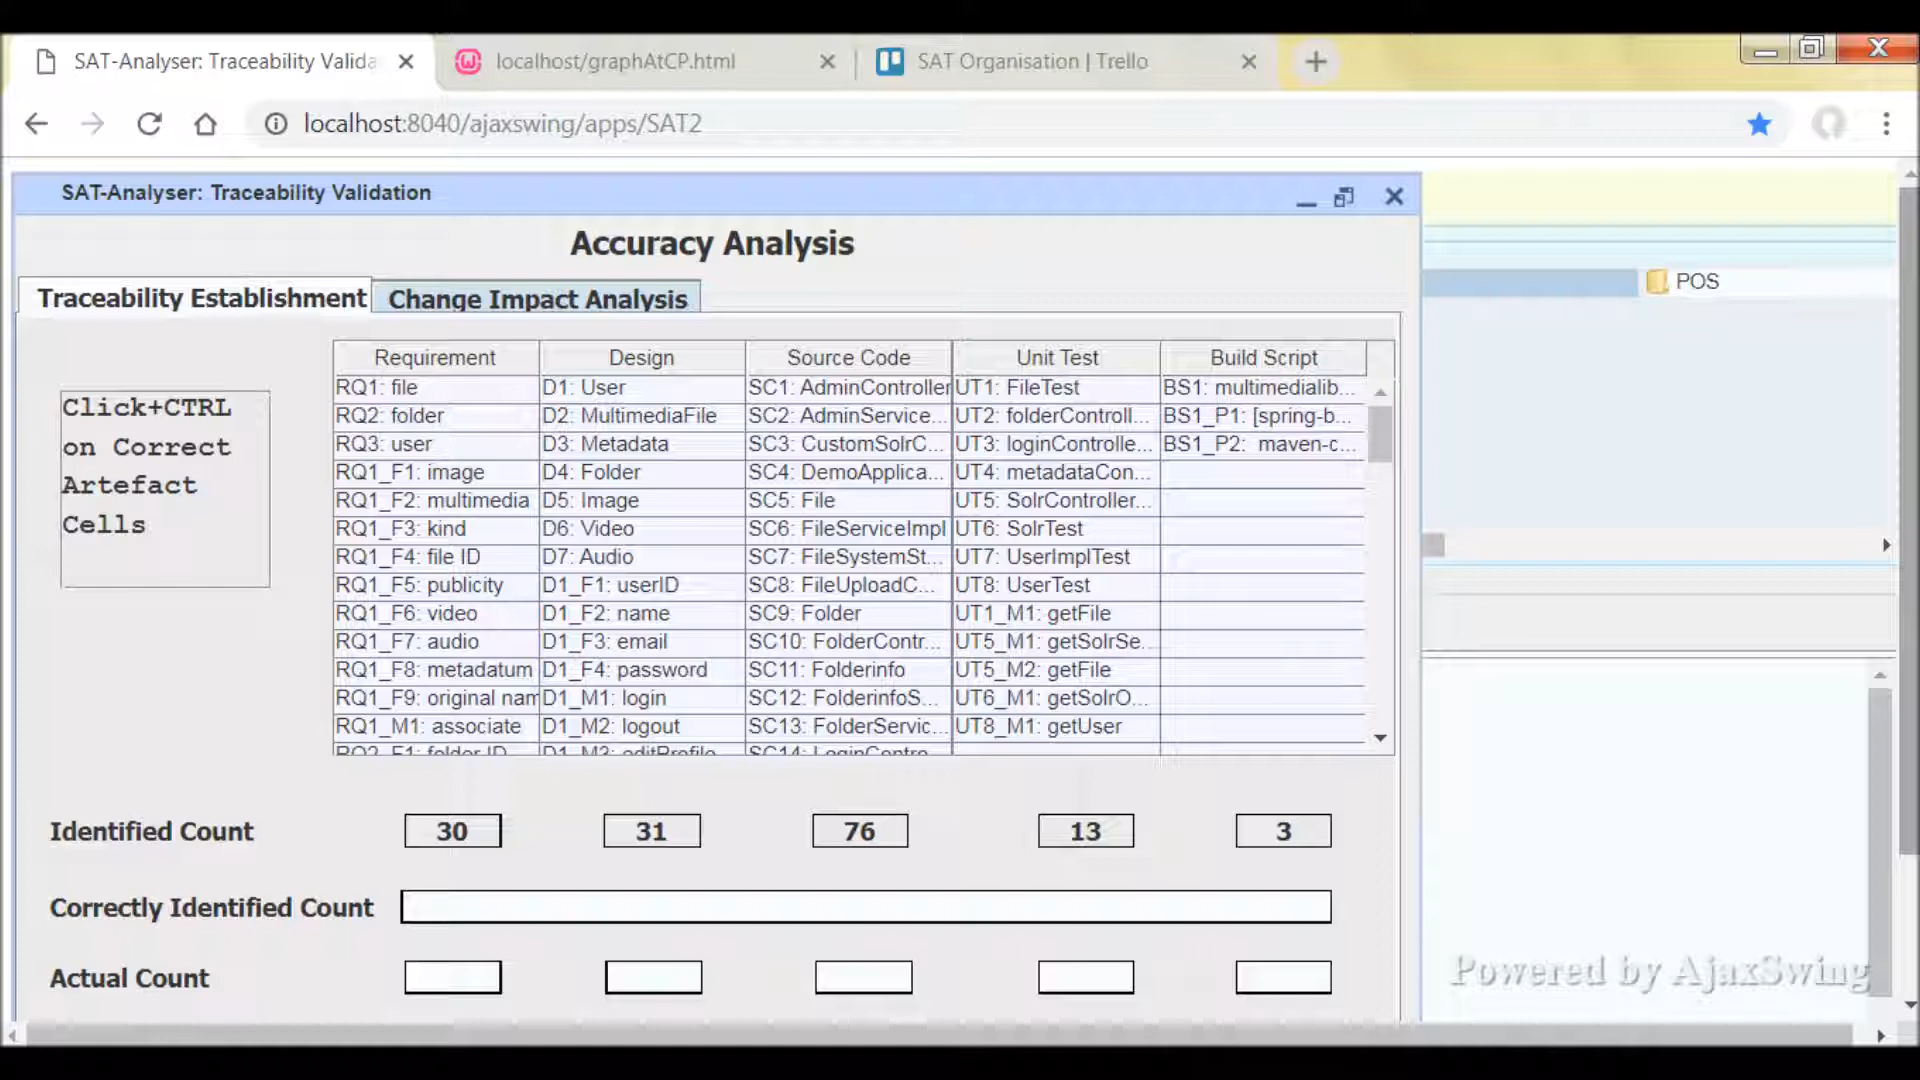 SAT-Analyser: Traceability Valida
localhost/graphAtCP.html
SAT Organisation | Trello
localhost:8040/ajaxswing/apps/SAT2
SAT-Analyser: Traceability Validation
Accuracy Analysis
Traceability Establishment
Change Impact Analysis
POS
Click+CTRL
on Correct
Artefact
Cells
Requirement Design Source Code Unit Test Build Script
RQ1: file D1: User SC1: AdminController UT1: FileTest BS1: multimedialib...
RQ2: folder D2: MultimediaFile SC2: AdminService... UT2: folderControll... BS1_P1: [spring-b...
RQ3: user D3: Metadata SC3: CustomSolrC... UT3: loginControlle... BS1_P2: maven-c...
RQ1_F1: image D4: Folder SC4: DemoApplica... UT4: metadataCon...
RQ1_F2: multimedia D5: Image SC5: File UT5: SolrController...
RQ1_F3: kind D6: Video SC6: FileServiceImpl UT6: SolrTest
RQ1_F4: file ID D7: Audio SC7: FileSystemSt... UT7: UserImplTest
RQ1_F5: publicity D1_F1: userID SC8: FileUploadC... UT8: UserTest
RQ1_F6: video D1_F2: name SC9: Folder UT1_M1: getFile
RQ1_F7: audio D1_F3: email SC10: FolderContr... UT5_M1: getSolrSe...
RQ1_F8: metadatum D1_F4: password SC11: Folderinfo UT5_M2: getFile
RQ1_F9: original nam D1_M1: login SC12: FolderinfoS... UT6_M1: getSolrO...
RQ1_M1: associate D1_M2: logout SC13: FolderServic... UT8_M1: getUser
RQ2_F1: folder ID D1_M3: editProfile SC14: LoginContro...
Identified Count 30 31 76 13 3
Correctly Identified Count
Actual Count
Powered by AjaxSwing